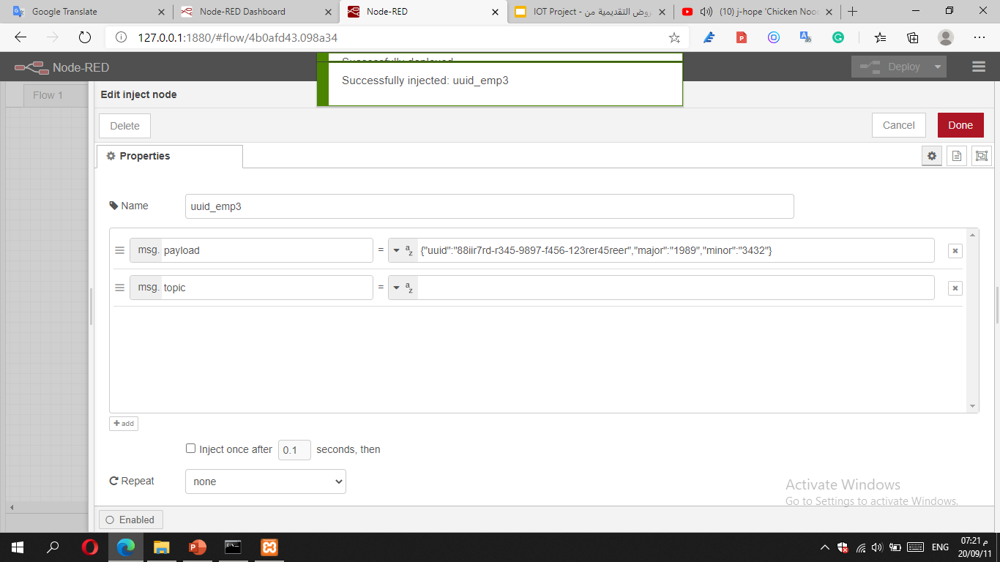 Google Translate
Node-RED Dashboard
Node-RED
IOT Project - عروض التقديمية من
(10) j-hope 'Chicken Nood
127.0.0.1:1880/#flow/4b0afd43.098a34
Node-RED
Successfully deployed
Successfully injected: uuid_emp3
Deploy
Flow 1
Edit inject node
Delete
Cancel
Done
Properties
Name
uuid_emp3
msg. payload = a z {"uuid":"88iir7rd-r345-9897-f456-123rer45reer","major":"1989","minor":"3432"}
msg. topic = a z
add
Inject once after 0.1 seconds, then
Repeat none
Activate Windows
Go to Settings to activate Windows.
Enabled
ENG
07:21 م
20/09/11